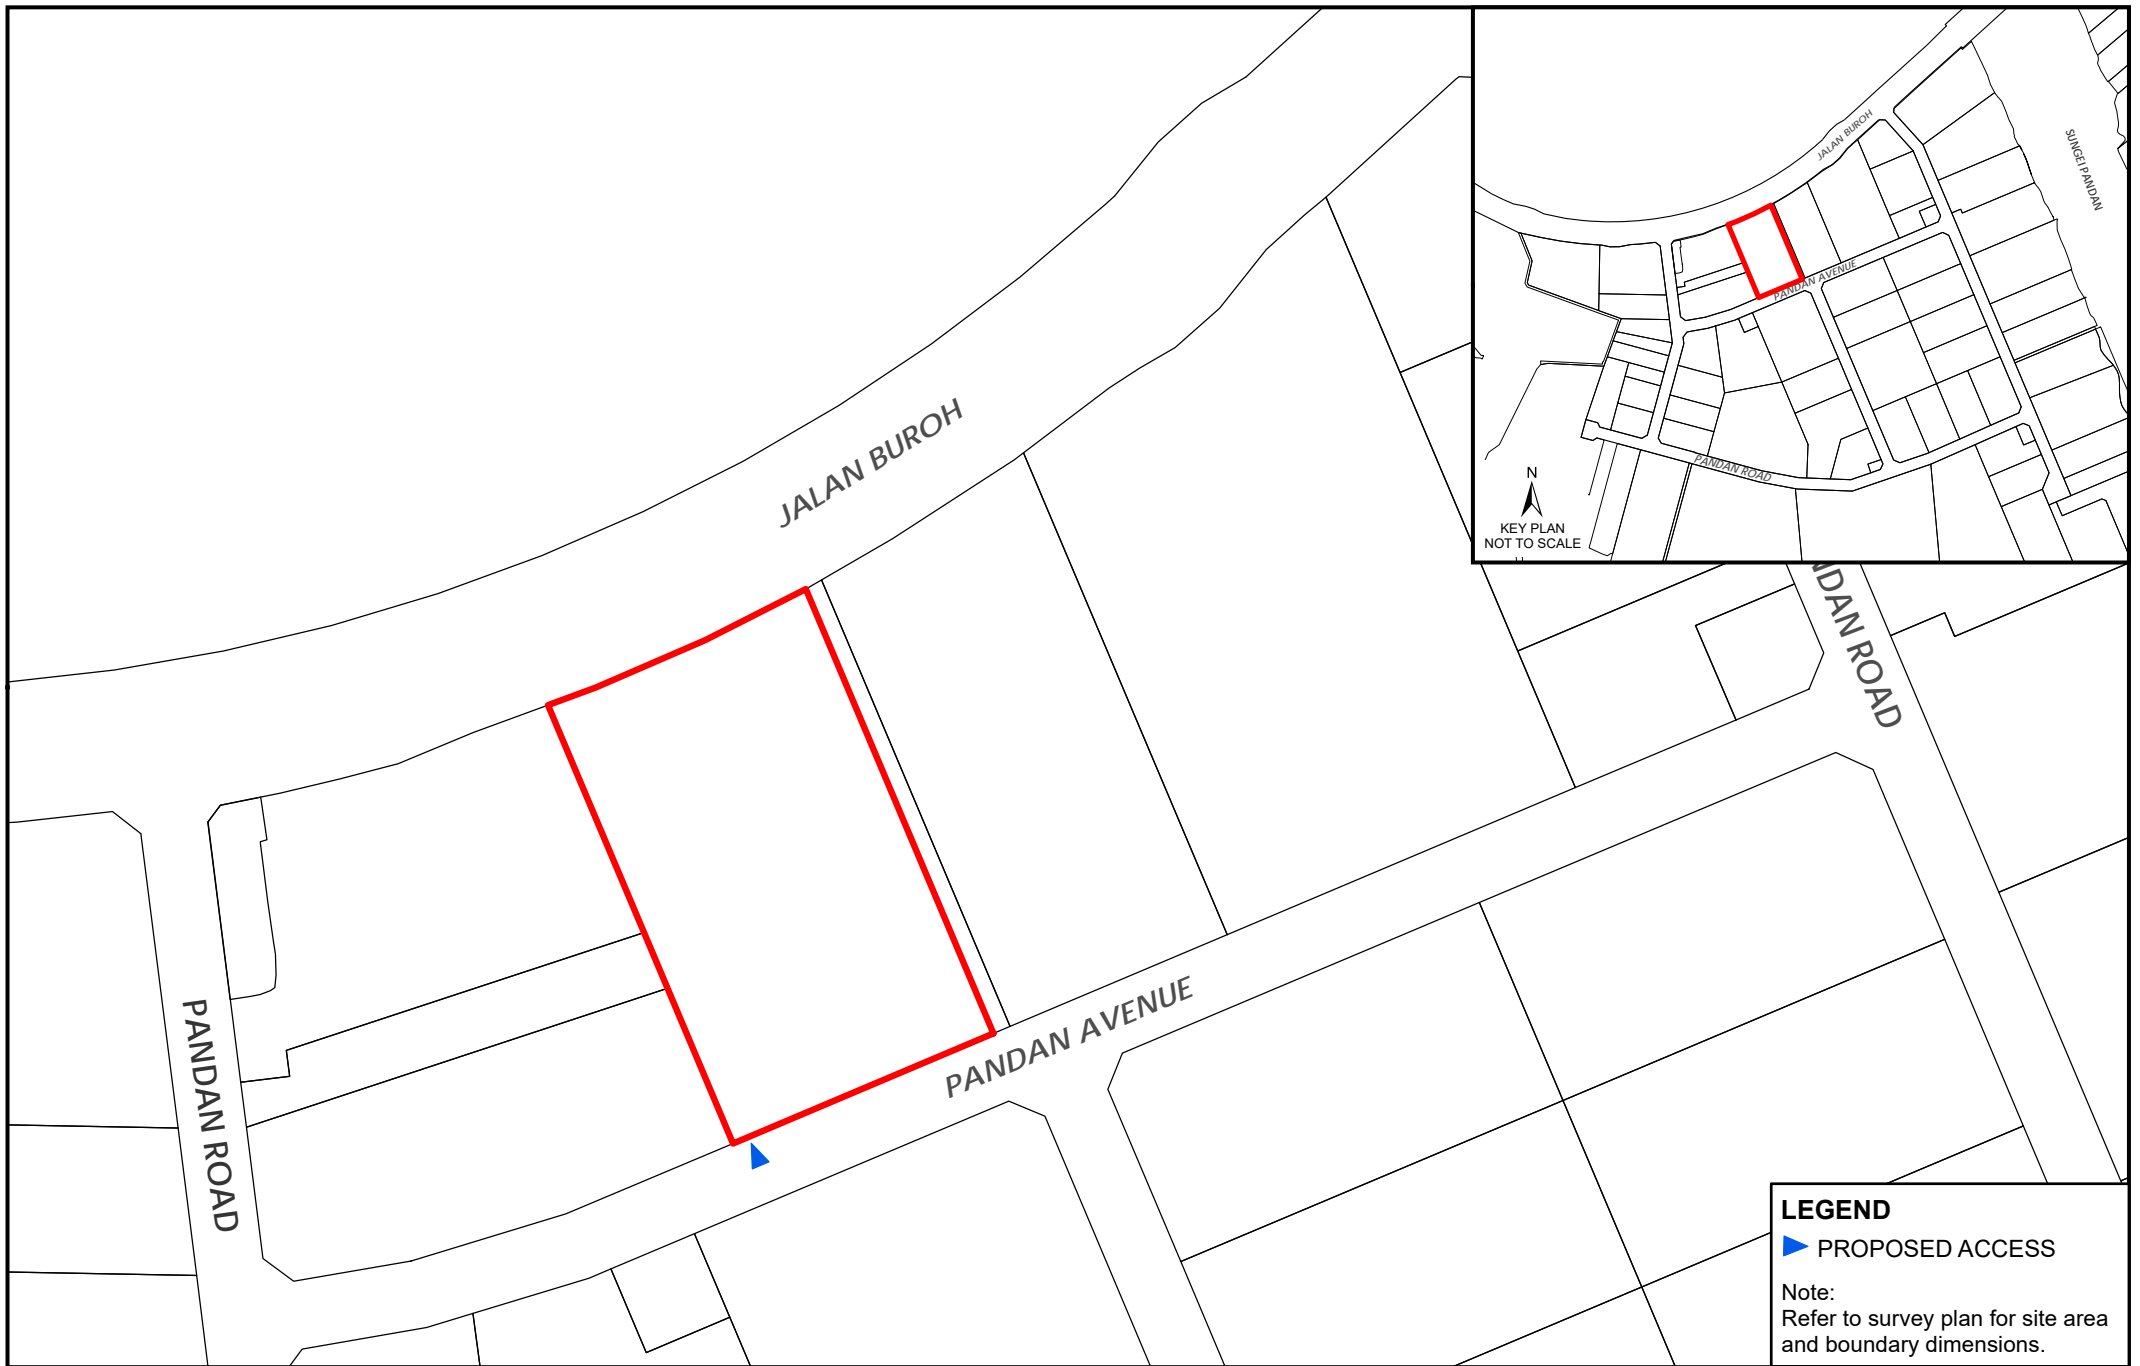 JALAN BUROH
PANDAN AVENUE
PANDAN ROAD
NDAN ROAD
JALAN BUROH
SUNGEI PANDAN
PANDAN AVENUE
PANDAN ROAD
N
KEY PLAN
NOT TO SCALE
LEGEND
PROPOSED ACCESS
Note:
Refer to survey plan for site area
and boundary dimensions.